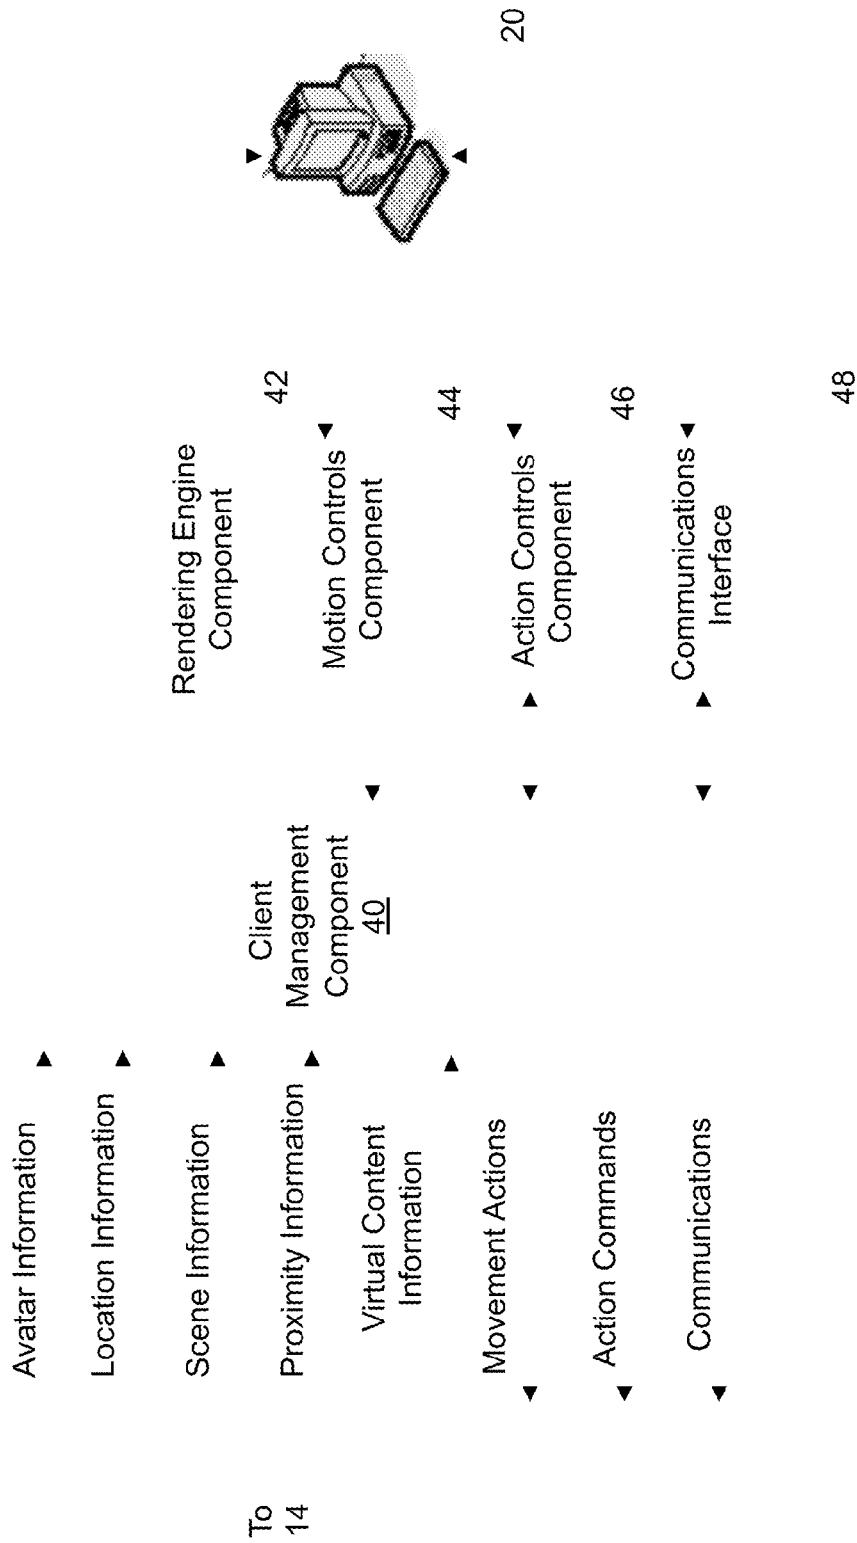 To
14
Avatar Information
Location Information
Scene Information
Proximity Information
Virtual Content
Information
Movement Actions
Action Commands
Communications
Client
Management
Component
40
Rendering Engine
Component
42
Motion Controls
Component
44
Action Controls
Component
46
Communications
Interface
48
20